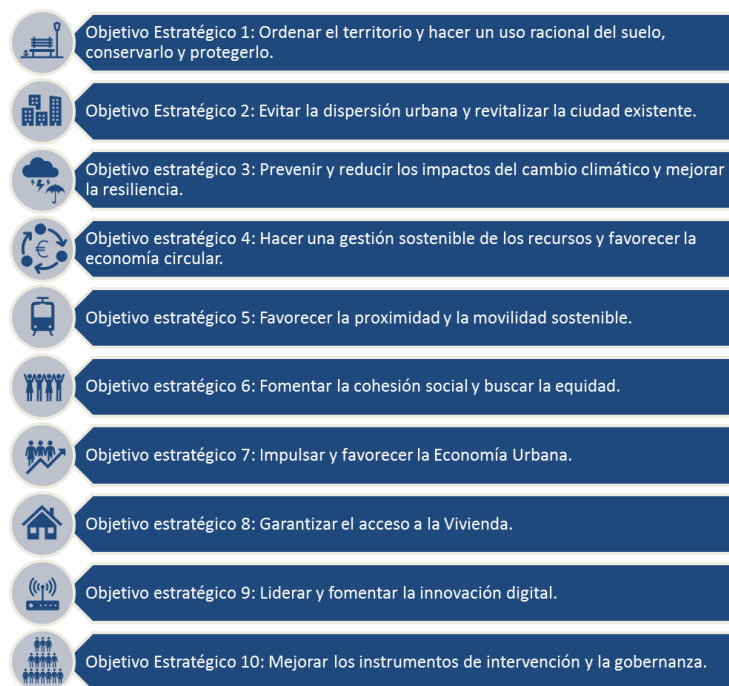 Objetivo Estratégico 1: Ordenar el territorio y hacer un uso racional del suelo,
conservarlo y protegerlo.
Objetivo Estratégico 2: Evitar la dispersión urbana y revitalizar la ciudad existente.
Objetivo estratégico 3: Prevenir y reducir los impactos del cambio climático y mejorar
la resiliencia.
Objetivo estratégico 4: Hacer una gestión sostenible de los recursos y favorecer la
economía circular.
Objetivo estratégico 5: Favorecer la proximidad y la movilidad sostenible.
Objetivo estratégico 6: Fomentar la cohesión social y buscar la equidad.
Objetivo estratégico 7: Impulsar y favorecer la Economía Urbana.
Objetivo estratégico 8: Garantizar el acceso a la Vivienda.
Objetivo estratégico 9: Liderar y fomentar la innovación digital.
Objetivo Estratégico 10: Mejorar los instrumentos de intervención y la gobernanza.